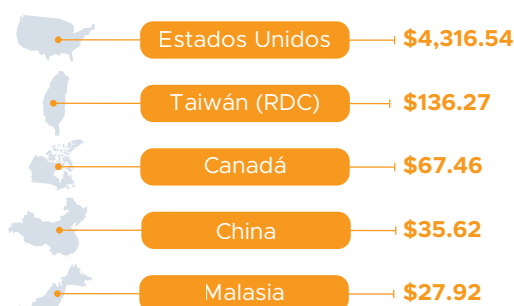 Estados Unidos $4,316.54
Taiwán (RDC) $136.27
Canadá $67.46
China $35.62
Malasia $27.92